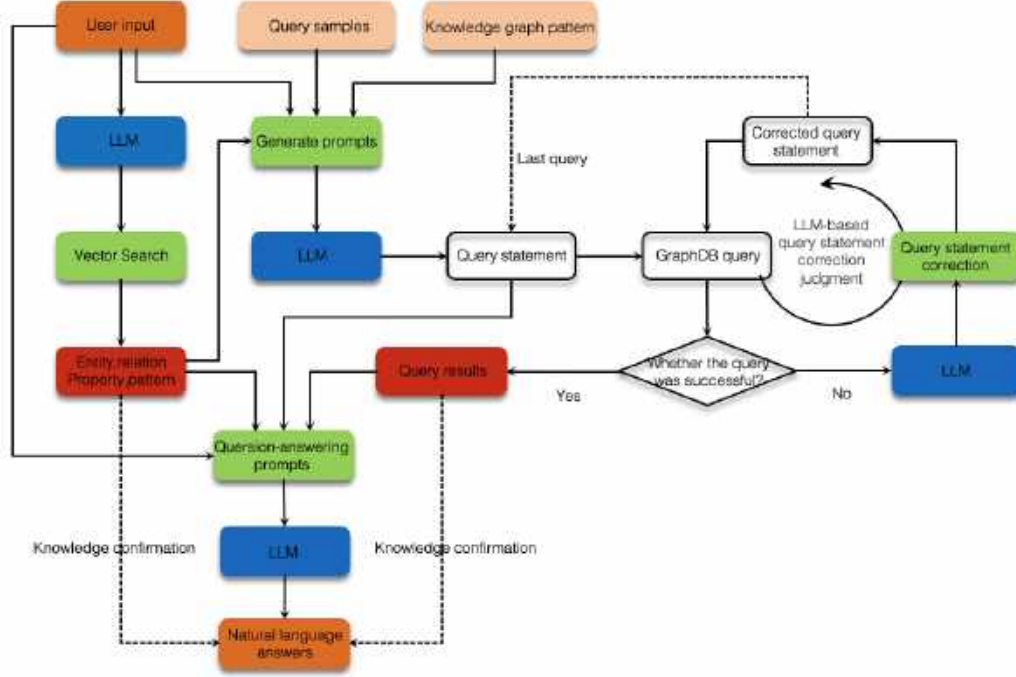 User input
Query samples
Knowledge graph pattern
LLM
Generate prompts
Corrected query
statement
Last query
Vector Search
LLM
Query statement
GraphDB query
LLM-based
query statement
correction
judgment
Query statement
correction
Entity relation
Property pattern
Query results
Whether the query
was successful?
LLM
Yes
No
Quersion-answering
prompts
Knowledge confirmation
LLM
Knowledge confirmation
Natural language
answers